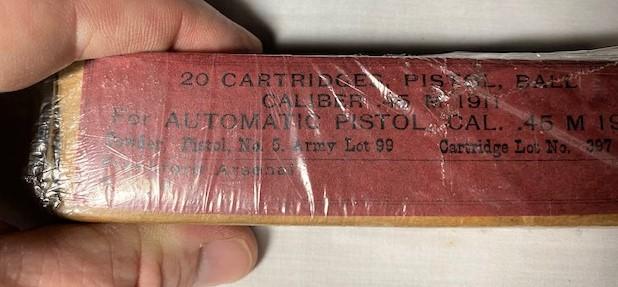 20 CARTRIDGES, PISTOL, BALL
CALIBER .45 M 1911
For AUTOMATIC PISTOL, CAL. .45 M 19
Powder Pistol, No. 5. Army Lot 99 Cartridge Lot No. 397
Arsenal